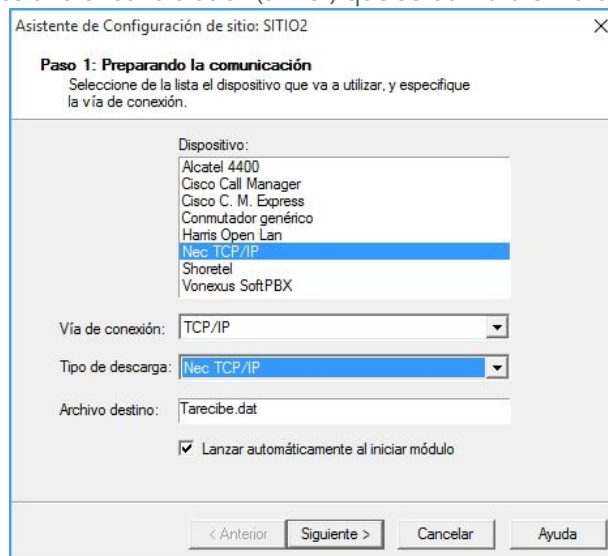 Asistente de Configuración de sitio: SITIO2
Paso 1: Preparando la comunicación
Seleccione de la lista el dispositivo que va a utilizar, y especifique
la vía de conexión.
Dispositivo:
Alcatel 4400
Cisco Call Manager
Cisco C. M. Express
Conmutador genérico
Harris Open Lan
Nec TCP/IP
Shoretel
Vonexus SoftPBX
Vía de conexión: TCP/IP
Tipo de descarga: Nec TCP/IP
Archivo destino: Tarecibe.dat
Lanzar automáticamente al iniciar módulo
< Anterior Siguiente > Cancelar Ayuda